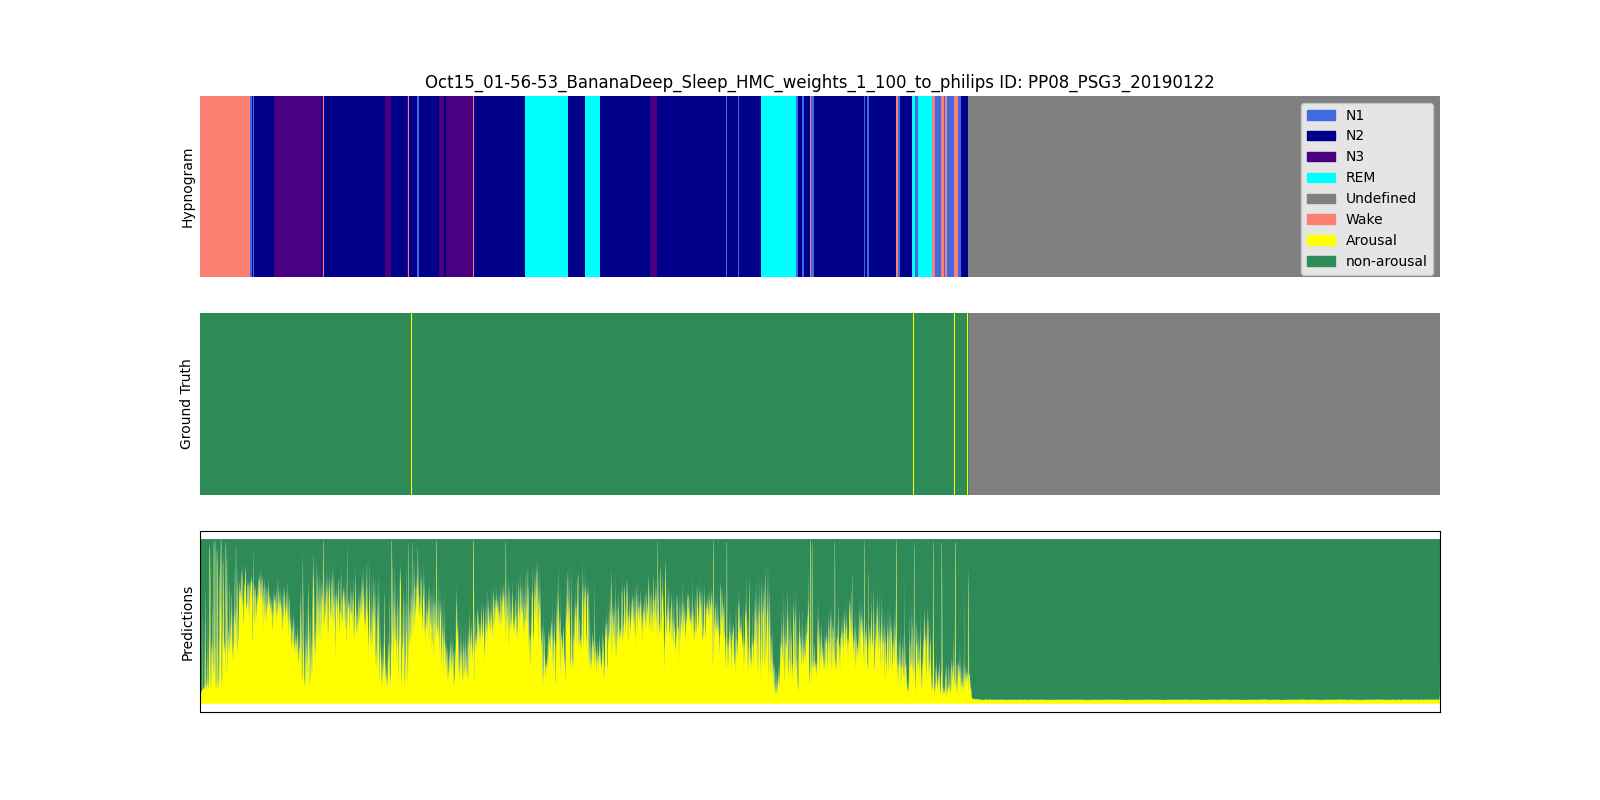 Oct15_01-56-53_BananaDeep_Sleep_HMC_weights_1_100_to_philips ID: PP08_PSG3_20190122
Hypnogram
N1
N2
N3
REM
Undefined
Wake
Arousal
non-arousal
Ground Truth
Predictions